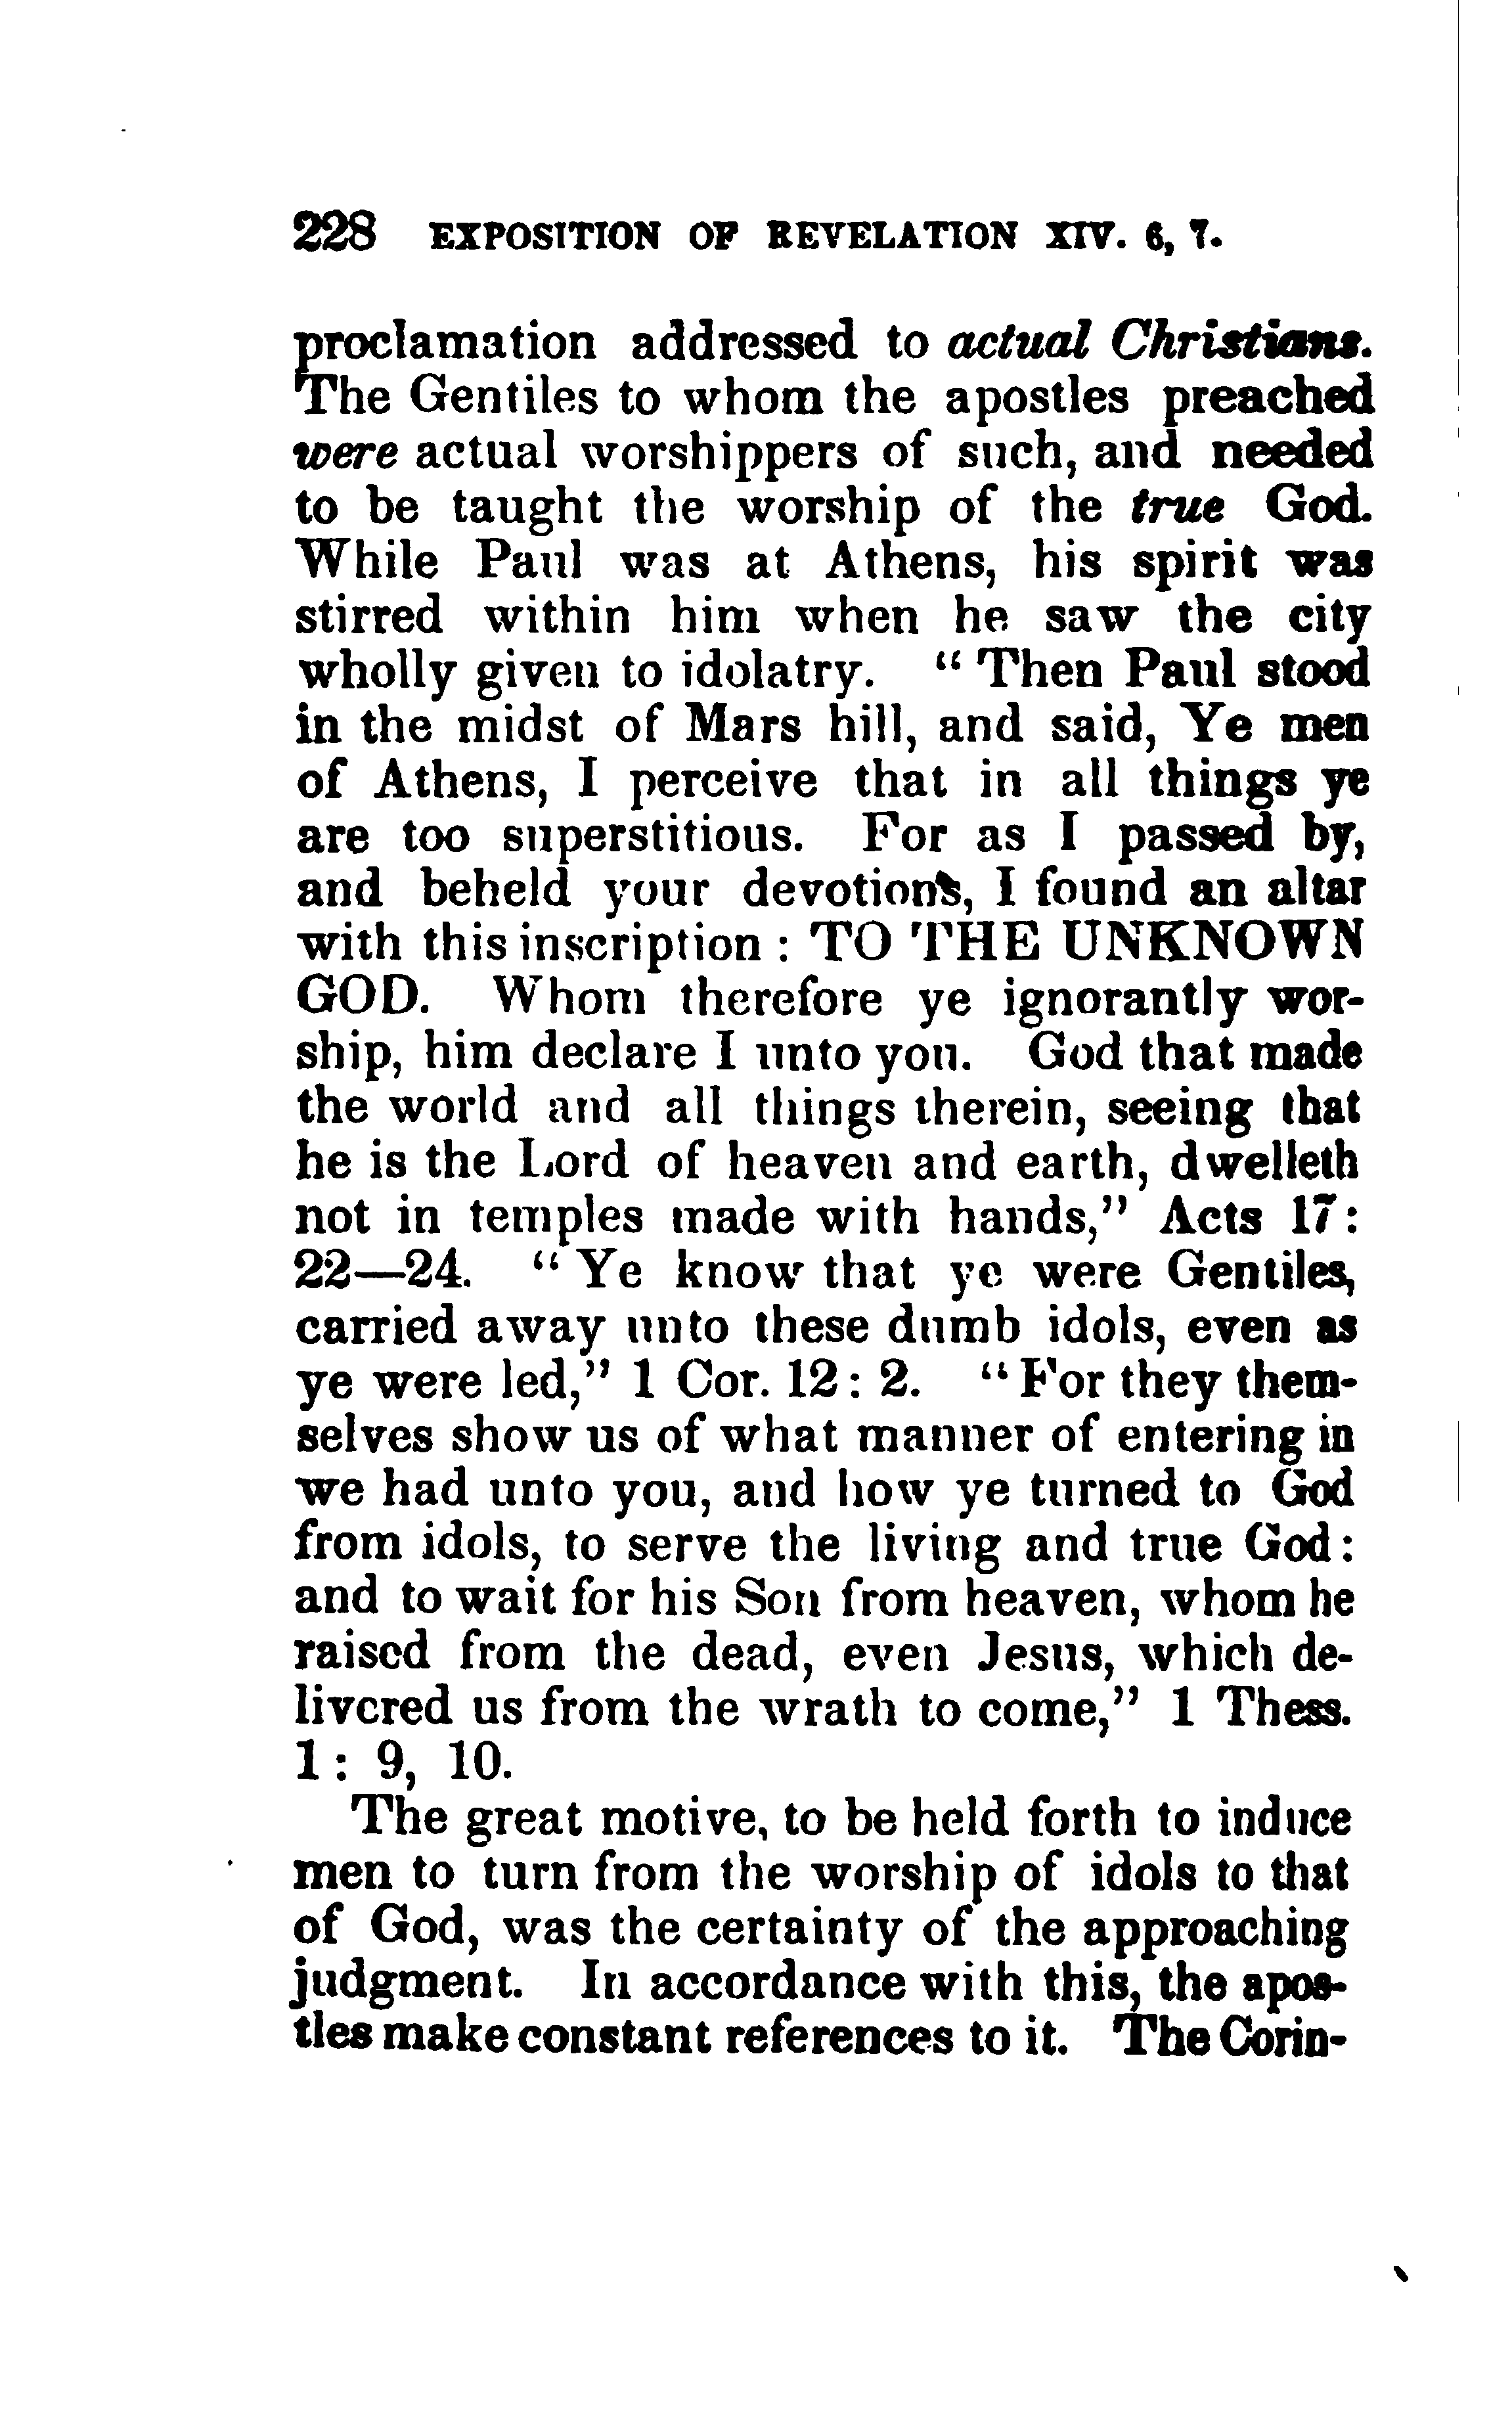 228 EXPOSITION OF REVELATION XIV. 6, 7.
proclamation addressed to actual Christians.
The Gentiles to whom the apostles preached
were actual worshippers of such, and needed
to be taught the worship of the true God.
While Paul was at Athens, his spirit was
stirred within him when he saw the city
wholly given to idolatry. "Then Paul stood
in the midst of Mars hill, and said, Ye men
of Athens, I perceive that in all things ye
are too superstitious. For as I passed by,
and beheld your devotions, I found an altar
with this inscription : TO THE UNKNOWN
GOD. Whom therefore ye ignorantly wor-
ship, him declare I unto you. God that made
the world and all things therein, seeing that
he is the Lord of heaven and earth, dwelleth
not in temples made with hands," Acts 17:
22—24. "Ye know that ye were Gentiles,
carried away unto these dumb idols, even as
ye were led," 1 Cor. 12: 2. "For they them-
selves show us of what manner of entering in
we had unto you, and how ye turned to God
from idols, to serve the living and true God:
and to wait for his Son from heaven, whom he
raised from the dead, even Jesus, which de-
livered us from the wrath to come," 1 Thess.
1: 9, 10.
The great motive, to be held forth to induce
men to turn from the worship of idols to that
of God, was the certainty of the approaching
judgment. In accordance with this, the apos-
tles make constant references to it. The Corin-